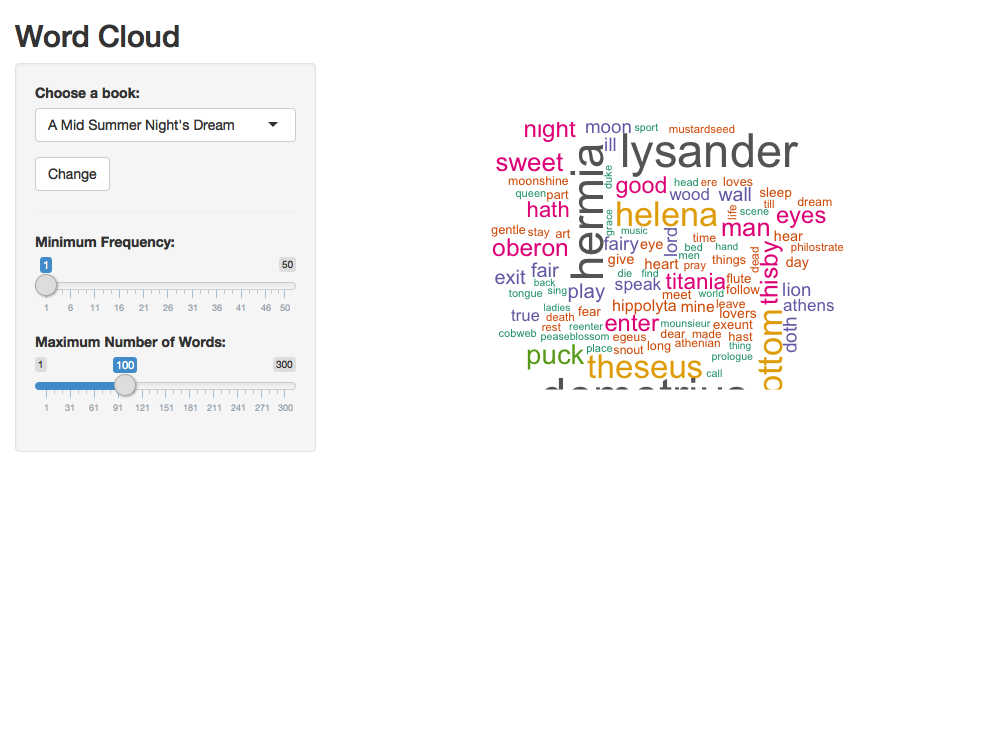 Word Cloud
Choose a book:
A Mid Summer Night's Dream
Change
Minimum Frequency:
1 50
1 6 11 16 21 26 31 36 41 46 50
Maximum Number of Words:
1 100 300
1 31 61 91 121 151 181 211 241 271 300
night moon sport mustardseed
ill lysander
sweet
hermia
duke
moonshine good head ere loves
queen part wood wall sleep
hath helena life scene till dream
grace man eyes
gentle stay art music lord time hear
oberon fairy eye bed hand philostrate
give men dead thisby
heart pray things day
exit fair die find titania flute
back speak
tongue sing play meet world follow lion
ladies hippolyta mine leave athens
true death fear lovers
rest reenter enter mounsieur exeunt doth
cobweb peaseblossom egeus dear made hast
puck place snout long athenian thing
theseus prologue
call
ottom
demetrius